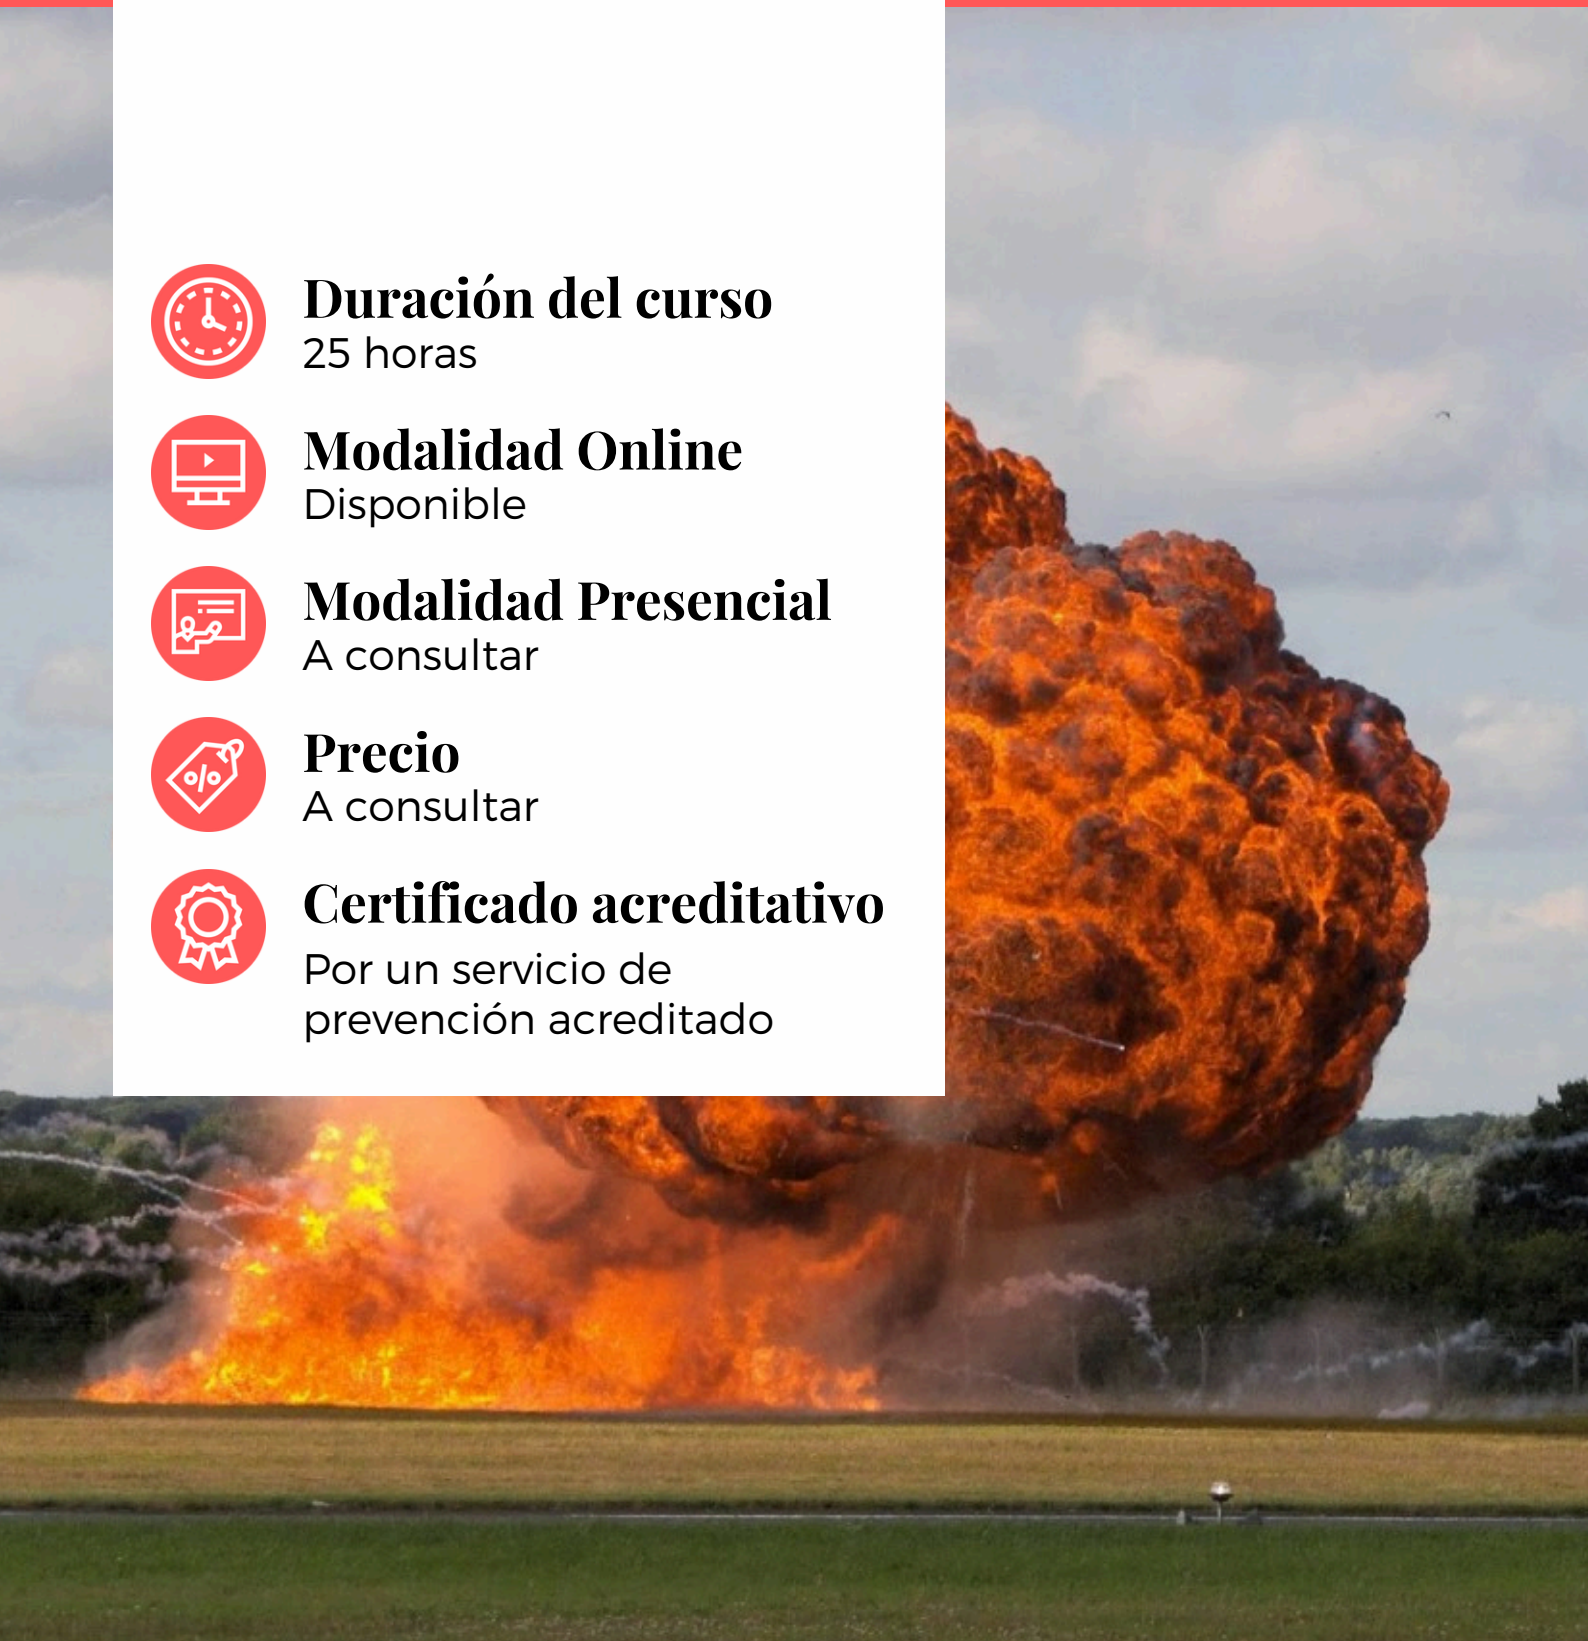 Duración del curso
25 horas
Modalidad Online
Disponible
Modalidad Presencial
A consultar
Precio
A consultar
Certificado acreditativo
Por un servicio de
prevención acreditado